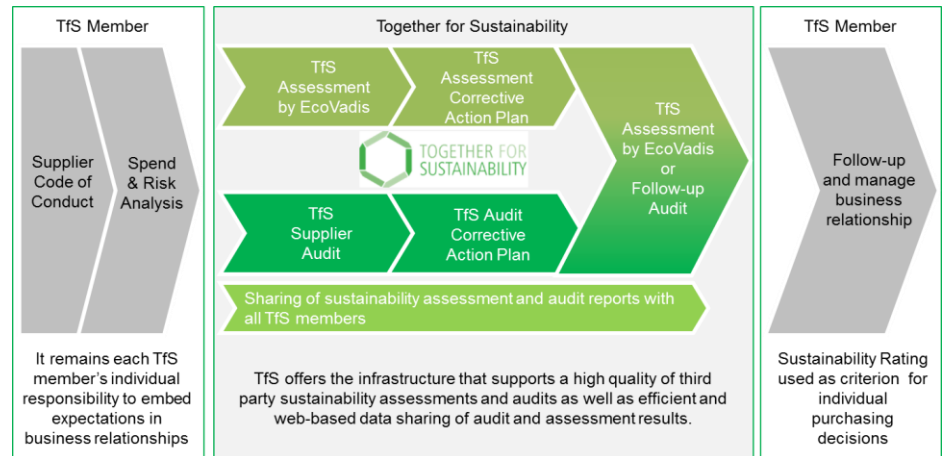 TfS Member
Supplier
Code of
Conduct
Spend
& Risk
Analysis
It remains each TfS
member's individual
responsibility to embed
expectations in
business relationships
Together for Sustainability
TfS
Assessment
by EcoVadis
TfS
Assessment
Corrective
Action Plan
TOGETHER FOR
SUSTAINABILITY
TfS
Supplier
Audit
TfS Audit
Corrective
Action Plan
TfS
Assessment
by EcoVadis
or
Follow-up
Audit
Sharing of sustainability assessment and audit reports with
all TfS members
TfS offers the infrastructure that supports a high quality of third
party sustainability assessments and audits as well as efficient and
web-based data sharing of audit and assessment results.
TfS Member
Follow-up
and manage
business
relationship
Sustainability Rating
used as criterion for
individual
purchasing
decisions